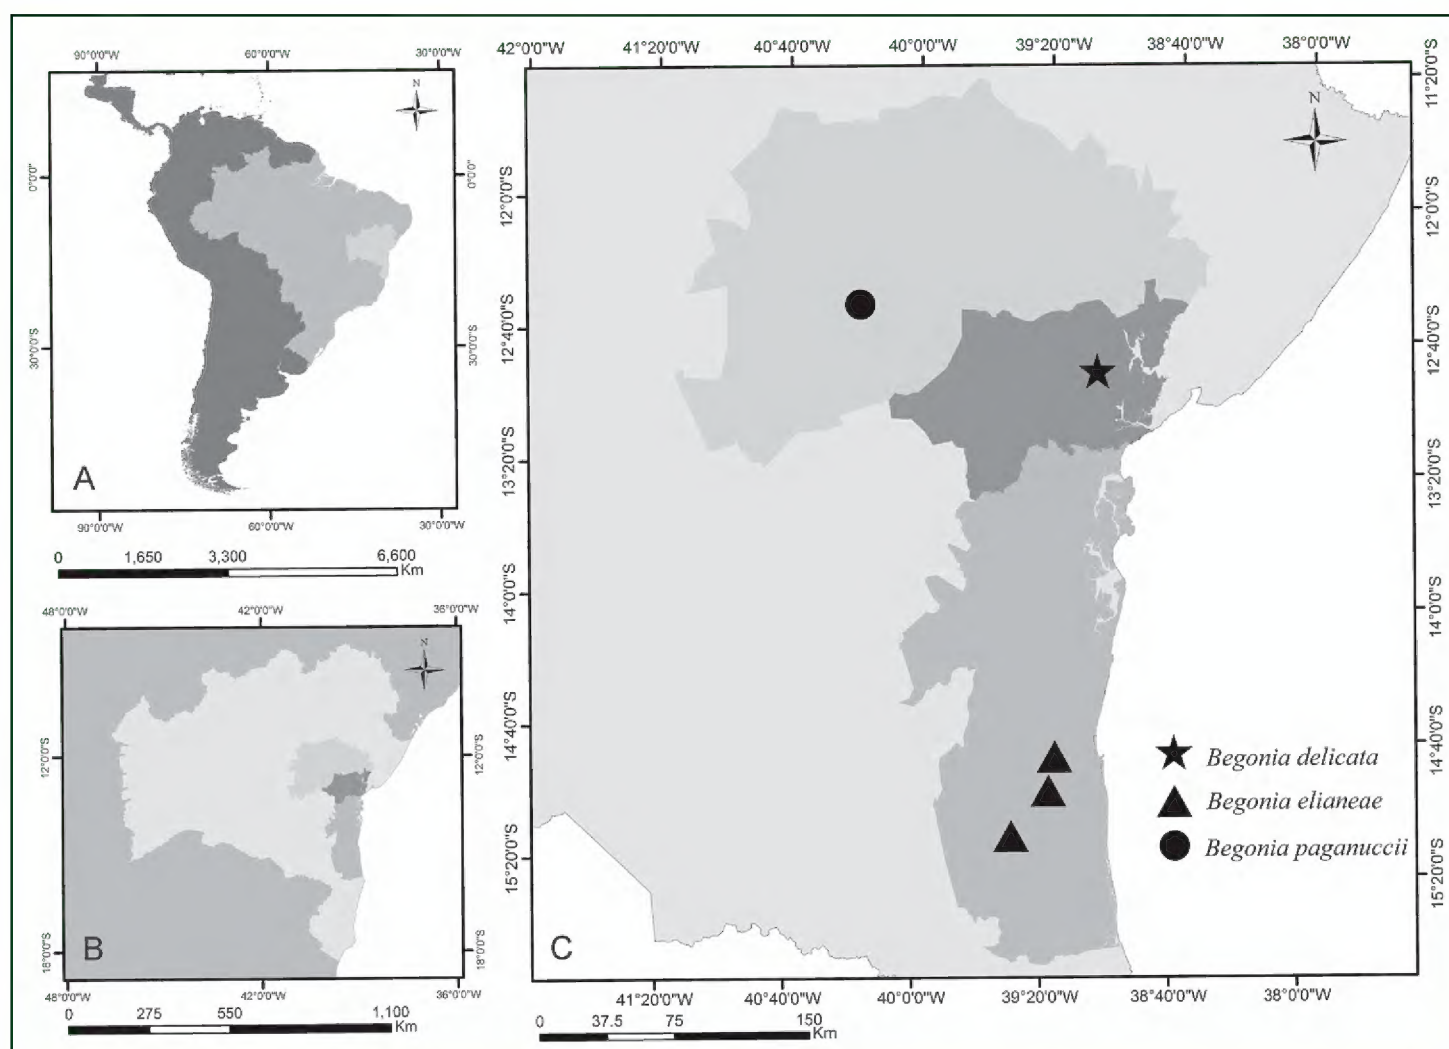 90°0'0"W 60°0'0"W 30°0'0"W
N
0°0'0" 0°0'0"
30°0'0"S 30°0'0"S
A
90°0'0"W 60°0'0"W 30°0'0"W
0 1,650 3,300 6,600
Km
48°0'0"W 42°0'0"W 36°0'0"W
N
12°0'0"S 12°0'0"S
B
18°0'0"S 18°0'0"S
48°0'0"W 42°0'0"W 36°0'0"W
0 275 550 1,100
Km
42°0'0"W 41°20'0"W 40°40'0"W 40°0'0"W 39°20'0"W 38°40'0"W 38°0'0"W
11°20'0"S
N
12°0'0"S 12°0'0"S
12°40'0"S 12°40'0"S
13°20'0"S 13°20'0"S
14°0'0"S 14°0'0"S
14°40'0"S 14°40'0"S
Begonia delicata
Begonia elianeae
Begonia paganuccii
15°20'0"S 15°20'0"S
C
41°20'0"W 40°40'0"W 40°0'0"W 39°20'0"W 38°40'0"W 38°0'0"W
0 37.5 75 150
Km